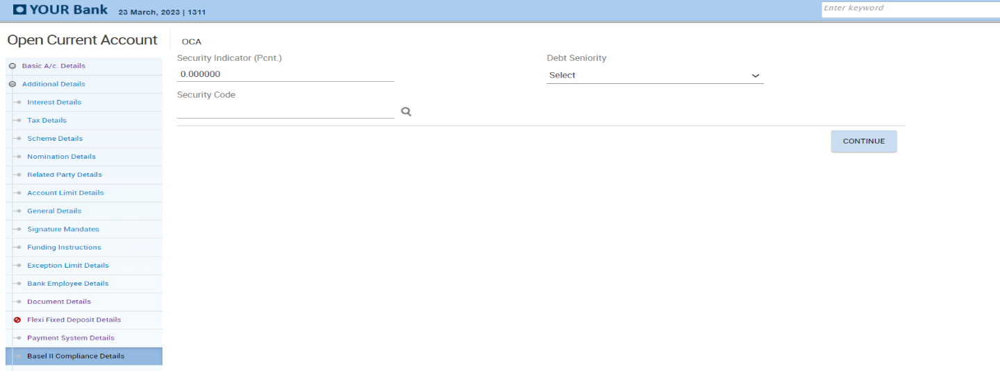 YOUR Bank 23 March, 2023 | 1311
Enter keyword
Open Current Account
OCA
Basic A/c. Details
Additional Details
Interest Details
Tax Details
Scheme Details
Nomination Details
Related Party Details
Account Limit Details
General Details
Signature Mandates
Funding Instructions
Exception Limit Details
Bank Employee Details
Document Details
Flexi Fixed Deposit Details
Payment System Details
Basel II Compliance Details
Security Indicator (Pcnt.)
0.000000
Debt Seniority
Select
Security Code
CONTINUE